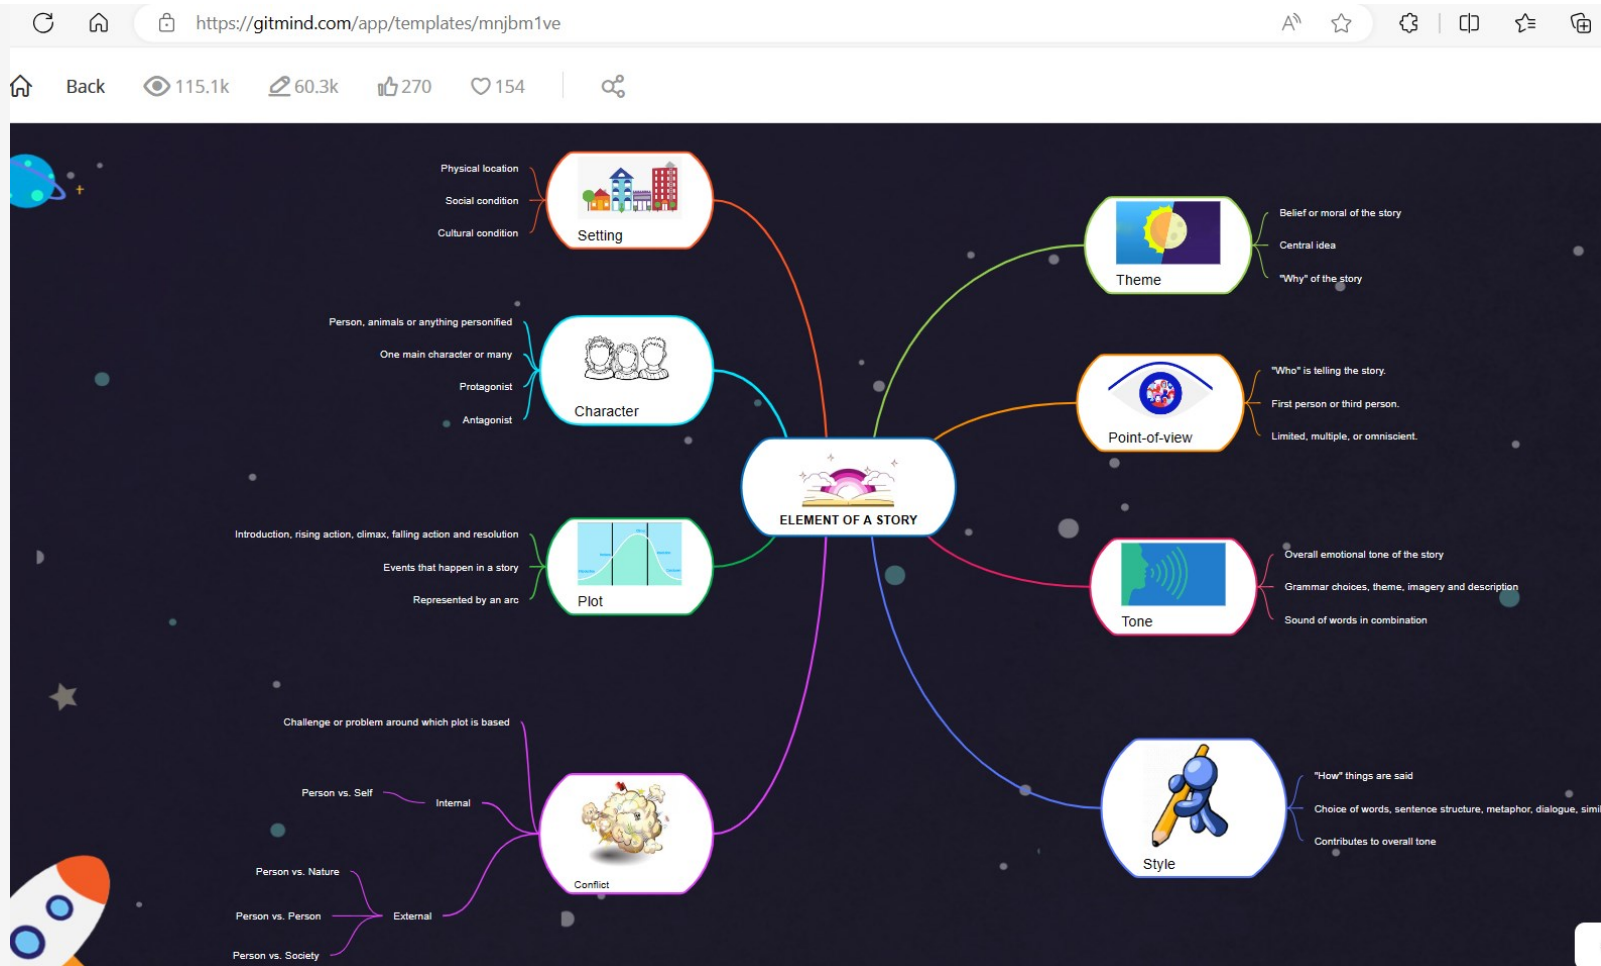 https://gitmind.com/app/templates/mnjbm1ve
Back
115.1k
60.3k
270
154
Physical location
Social condition
Cultural condition
Setting
Person, animals or anything personified
One main character or many
Protagonist
Antagonist
Character
Introduction, rising action, climax, falling action and resolution
Events that happen in a story
Represented by an arc
Plot
Challenge or problem around which plot is based
Person vs. Self
Internal
Person vs. Nature
Person vs. Person
Person vs. Society
External
Conflict
ELEMENT OF A STORY
Theme
Belief or moral of the story
Central idea
"Why" of the story
Point-of-view
"Who" is telling the story.
First person or third person.
Limited, multiple, or omniscient.
Tone
Overall emotional tone of the story
Grammar choices, theme, imagery and description
Sound of words in combination
Style
"How" things are said
Choice of words, sentence structure, metaphor, dialogue,
Contributes to overall tone